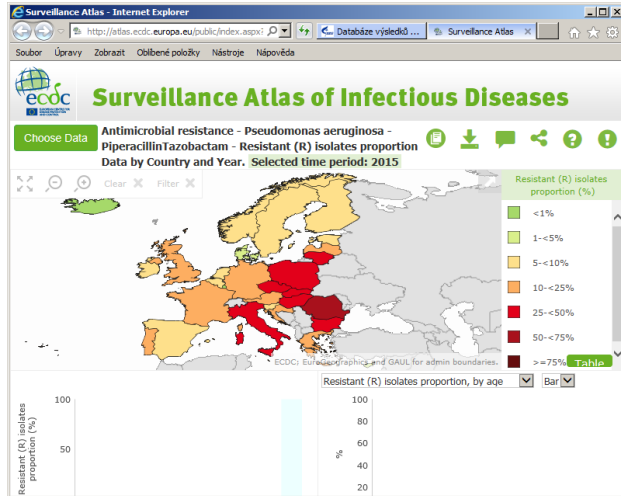 Surveillance Atlas - Internet Explorer
http://atlas.ecdc.europa.eu/public/index.aspx?
Databáze výsledků ...
Surveillance Atlas
Soubor Úpravy Zobrazit Oblíbené položky Nástroje Nápověda
ecdc
Surveillance Atlas of Infectious Diseases
Choose Data
Antimicrobial resistance - Pseudomonas aeruginosa -
PiperacillinTazobactam - Resistant (R) isolates proportion
Data by Country and Year. Selected time period: 2015
Clear Filter
Resistant (R) isolates
proportion (%)
<1%
1-<5%
5-<10%
10-<25%
25-<50%
50-<75%
>=75%
Table
ECDC; EuroGeographics and GAUL for admin boundaries.
Resistant (R) isolates proportion, by age
Bar
Resistant (R) isolates
proportion (%)
100
50
%
100
80
60
40
20